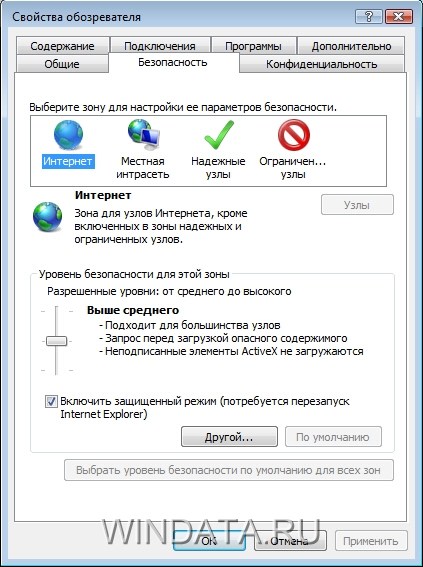 Свойства обозревателя
Содержание Подключения Программы Дополнительно
Общие Безопасность Конфиденциальность
Выберите зону для настройки ее параметров безопасности.
Интернет
Местная
интрасеть
Надежные
узлы
Ограничен...
узлы
Интернет
Зона для узлов Интернета, кроме
включенных в зоны надежных и
ограниченных узлов.
Узлы
Уровень безопасности для этой зоны
Разрешенные уровни: от среднего до высокого
Выше среднего
- Подходит для большинства узлов
- Запрос перед загрузкой опасного содержимого
- Неподписанные элементы ActiveX не загружаются
Включить защищенный режим (потребуется перезапуск
Internet Explorer)
Другой... По умолчанию
Выбрать уровень безопасности по умолчанию для всех зон
WINDATA.RU
ОК Отмена Применить